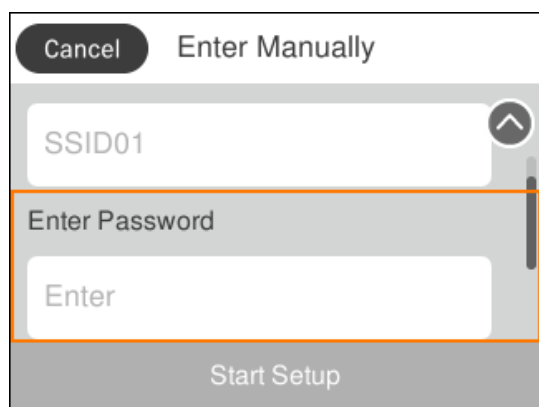 Cancel Enter Manually
SSID01
Enter Password
Enter
Start Setup